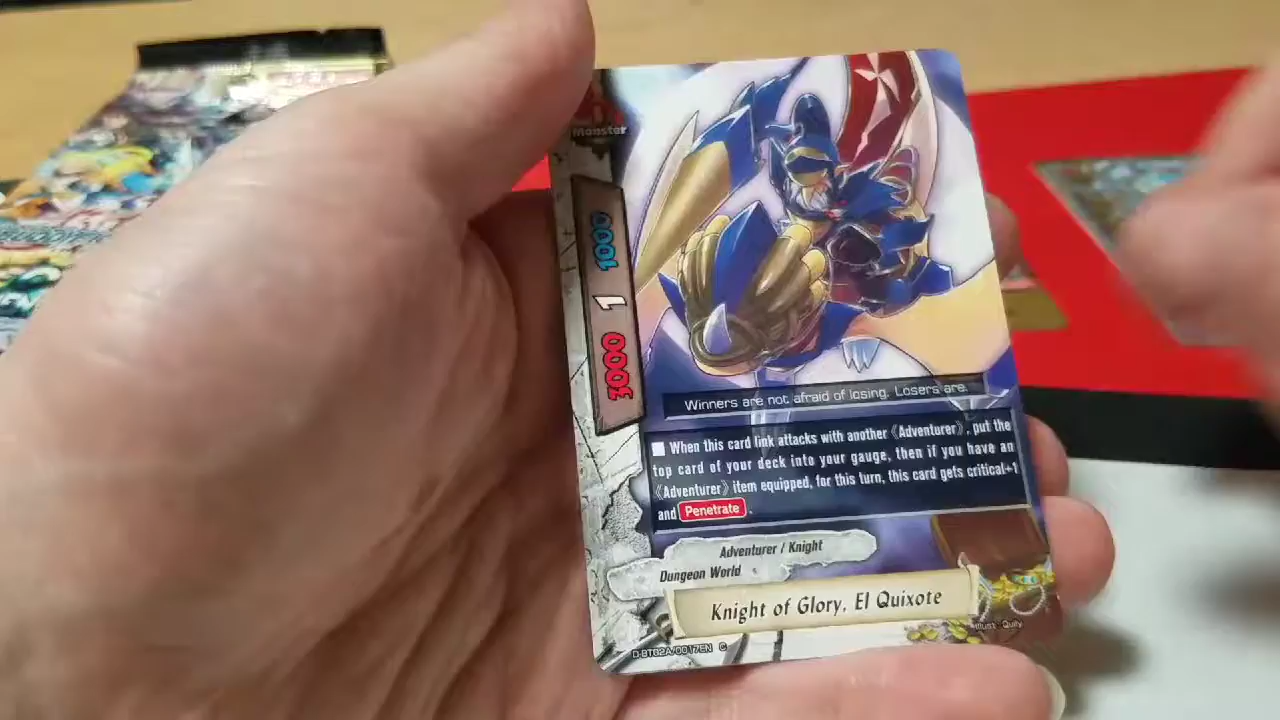 Monster
1000
1
3000
Winners are not afraid of losing. Losers are.
■ When this card link attacks with another 《Adventurer》, put the
top card of your deck into your gauge, then if you have an
《Adventurer》 item equipped, for this turn, this card gets critical+1
and Penetrate.
Adventurer / Knight
Dungeon World
Knight of Glory, El Quixote
Illust : Quily
D-BT02A/0017EN C